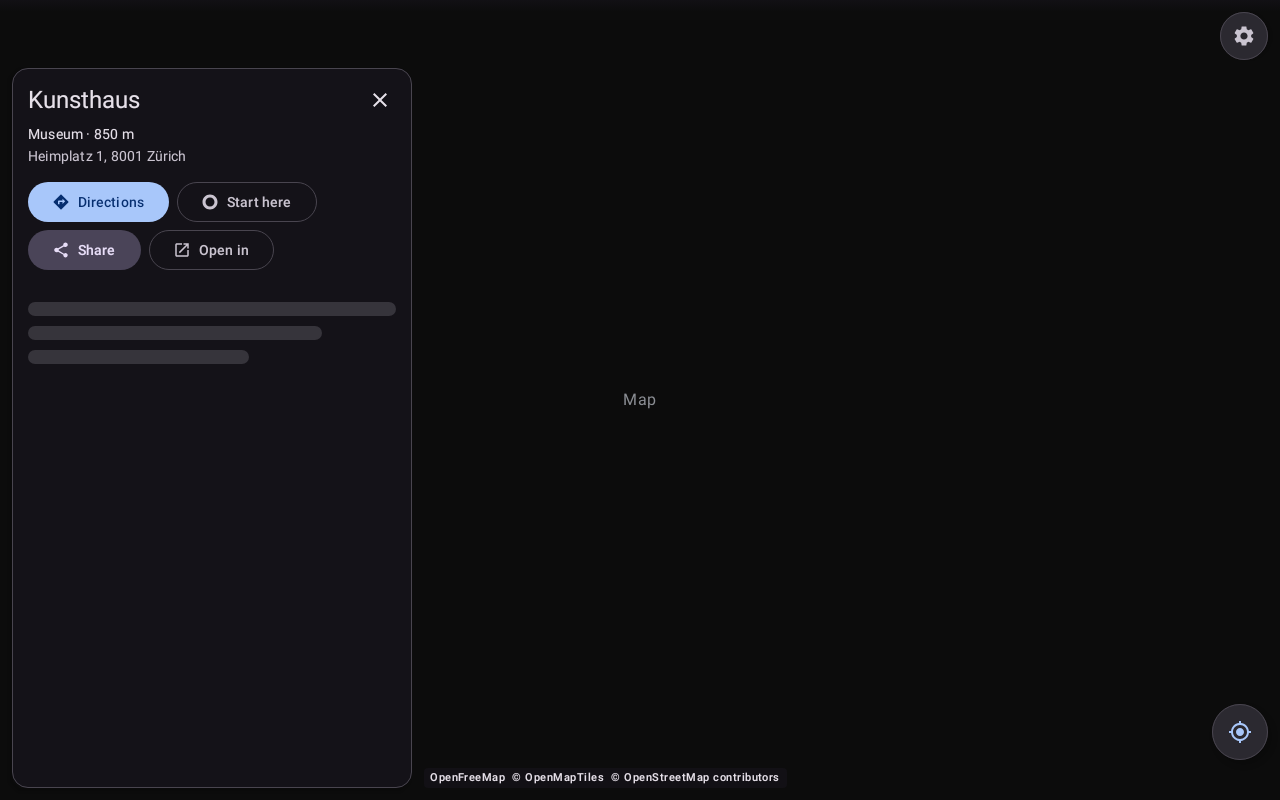 Kunsthaus
Museum · 850 m
Heimplatz 1, 8001 Zürich
Directions
Start here
Share
Open in
Map
OpenFreeMap © OpenMapTiles © OpenStreetMap contributors